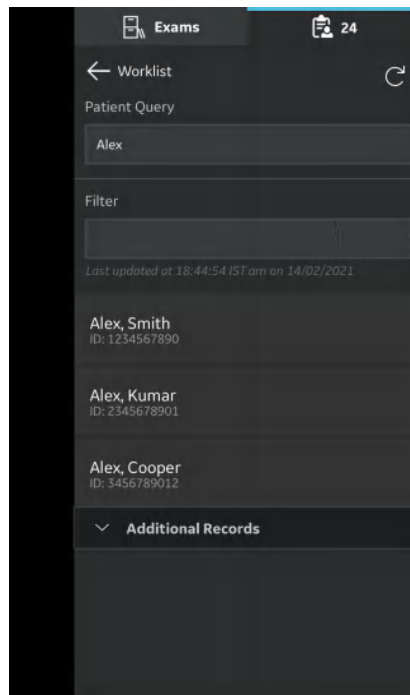 Exams
24
Worklist
Patient Query
Alex
Filter
Last updated at 18:44:54 IST am on 14/02/2021
Alex, Smith
ID: 1234567890
Alex, Kumar
ID: 2345678901
Alex, Cooper
ID: 3456789012
Additional Records